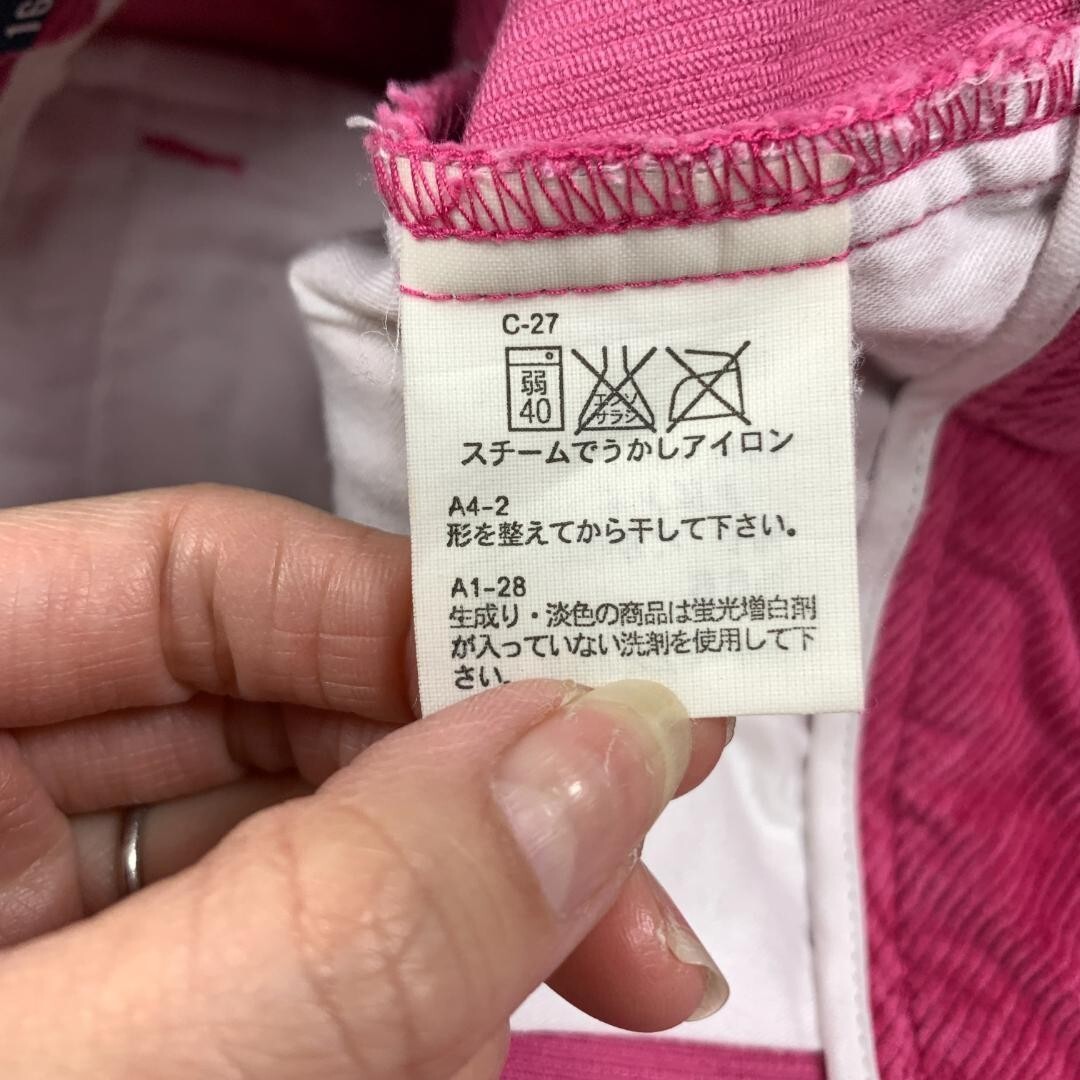 16
C-27
弱
40
エンソ
サラシ
スチームでうかしアイロン
A4-2
形を整えてから干して下さい。
A1-28
生成り・淡色の商品は蛍光増白剤
が入っていない洗剤を使用して下
さい。